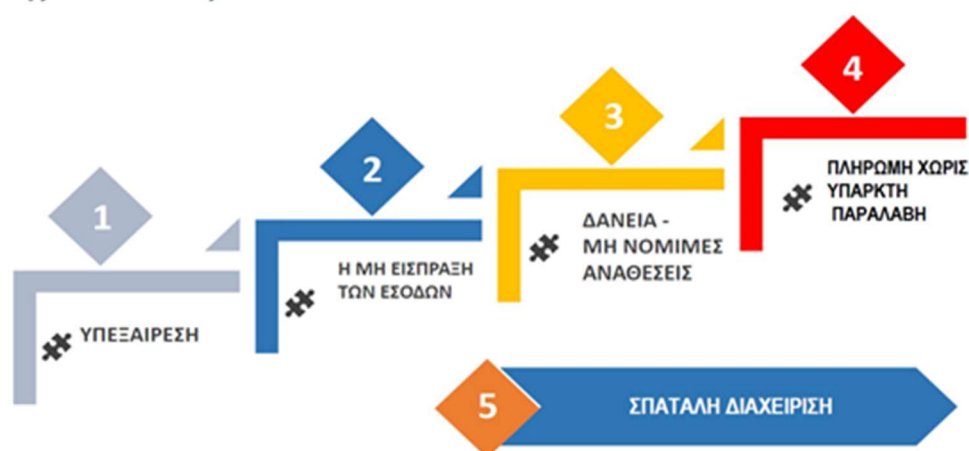 1
ΥΠΕΞΑΙΡΕΣΗ
2
Η ΜΗ ΕΙΣΠΡΑΞΗ
ΤΩΝ ΕΣΟΔΩΝ
3
ΔΑΝΕΙΑ -
ΜΗ ΝΟΜΙΜΕΣ
ΑΝΑΘΕΣΕΙΣ
4
ΠΛΗΡΩΜΗ ΧΩΡΙΣ
ΥΠΑΡΚΤΗ
ΠΑΡΑΛΑΒΗ
5
ΣΠΑΤΑΛΗ ΔΙΑΧΕΙΡΙΣΗ